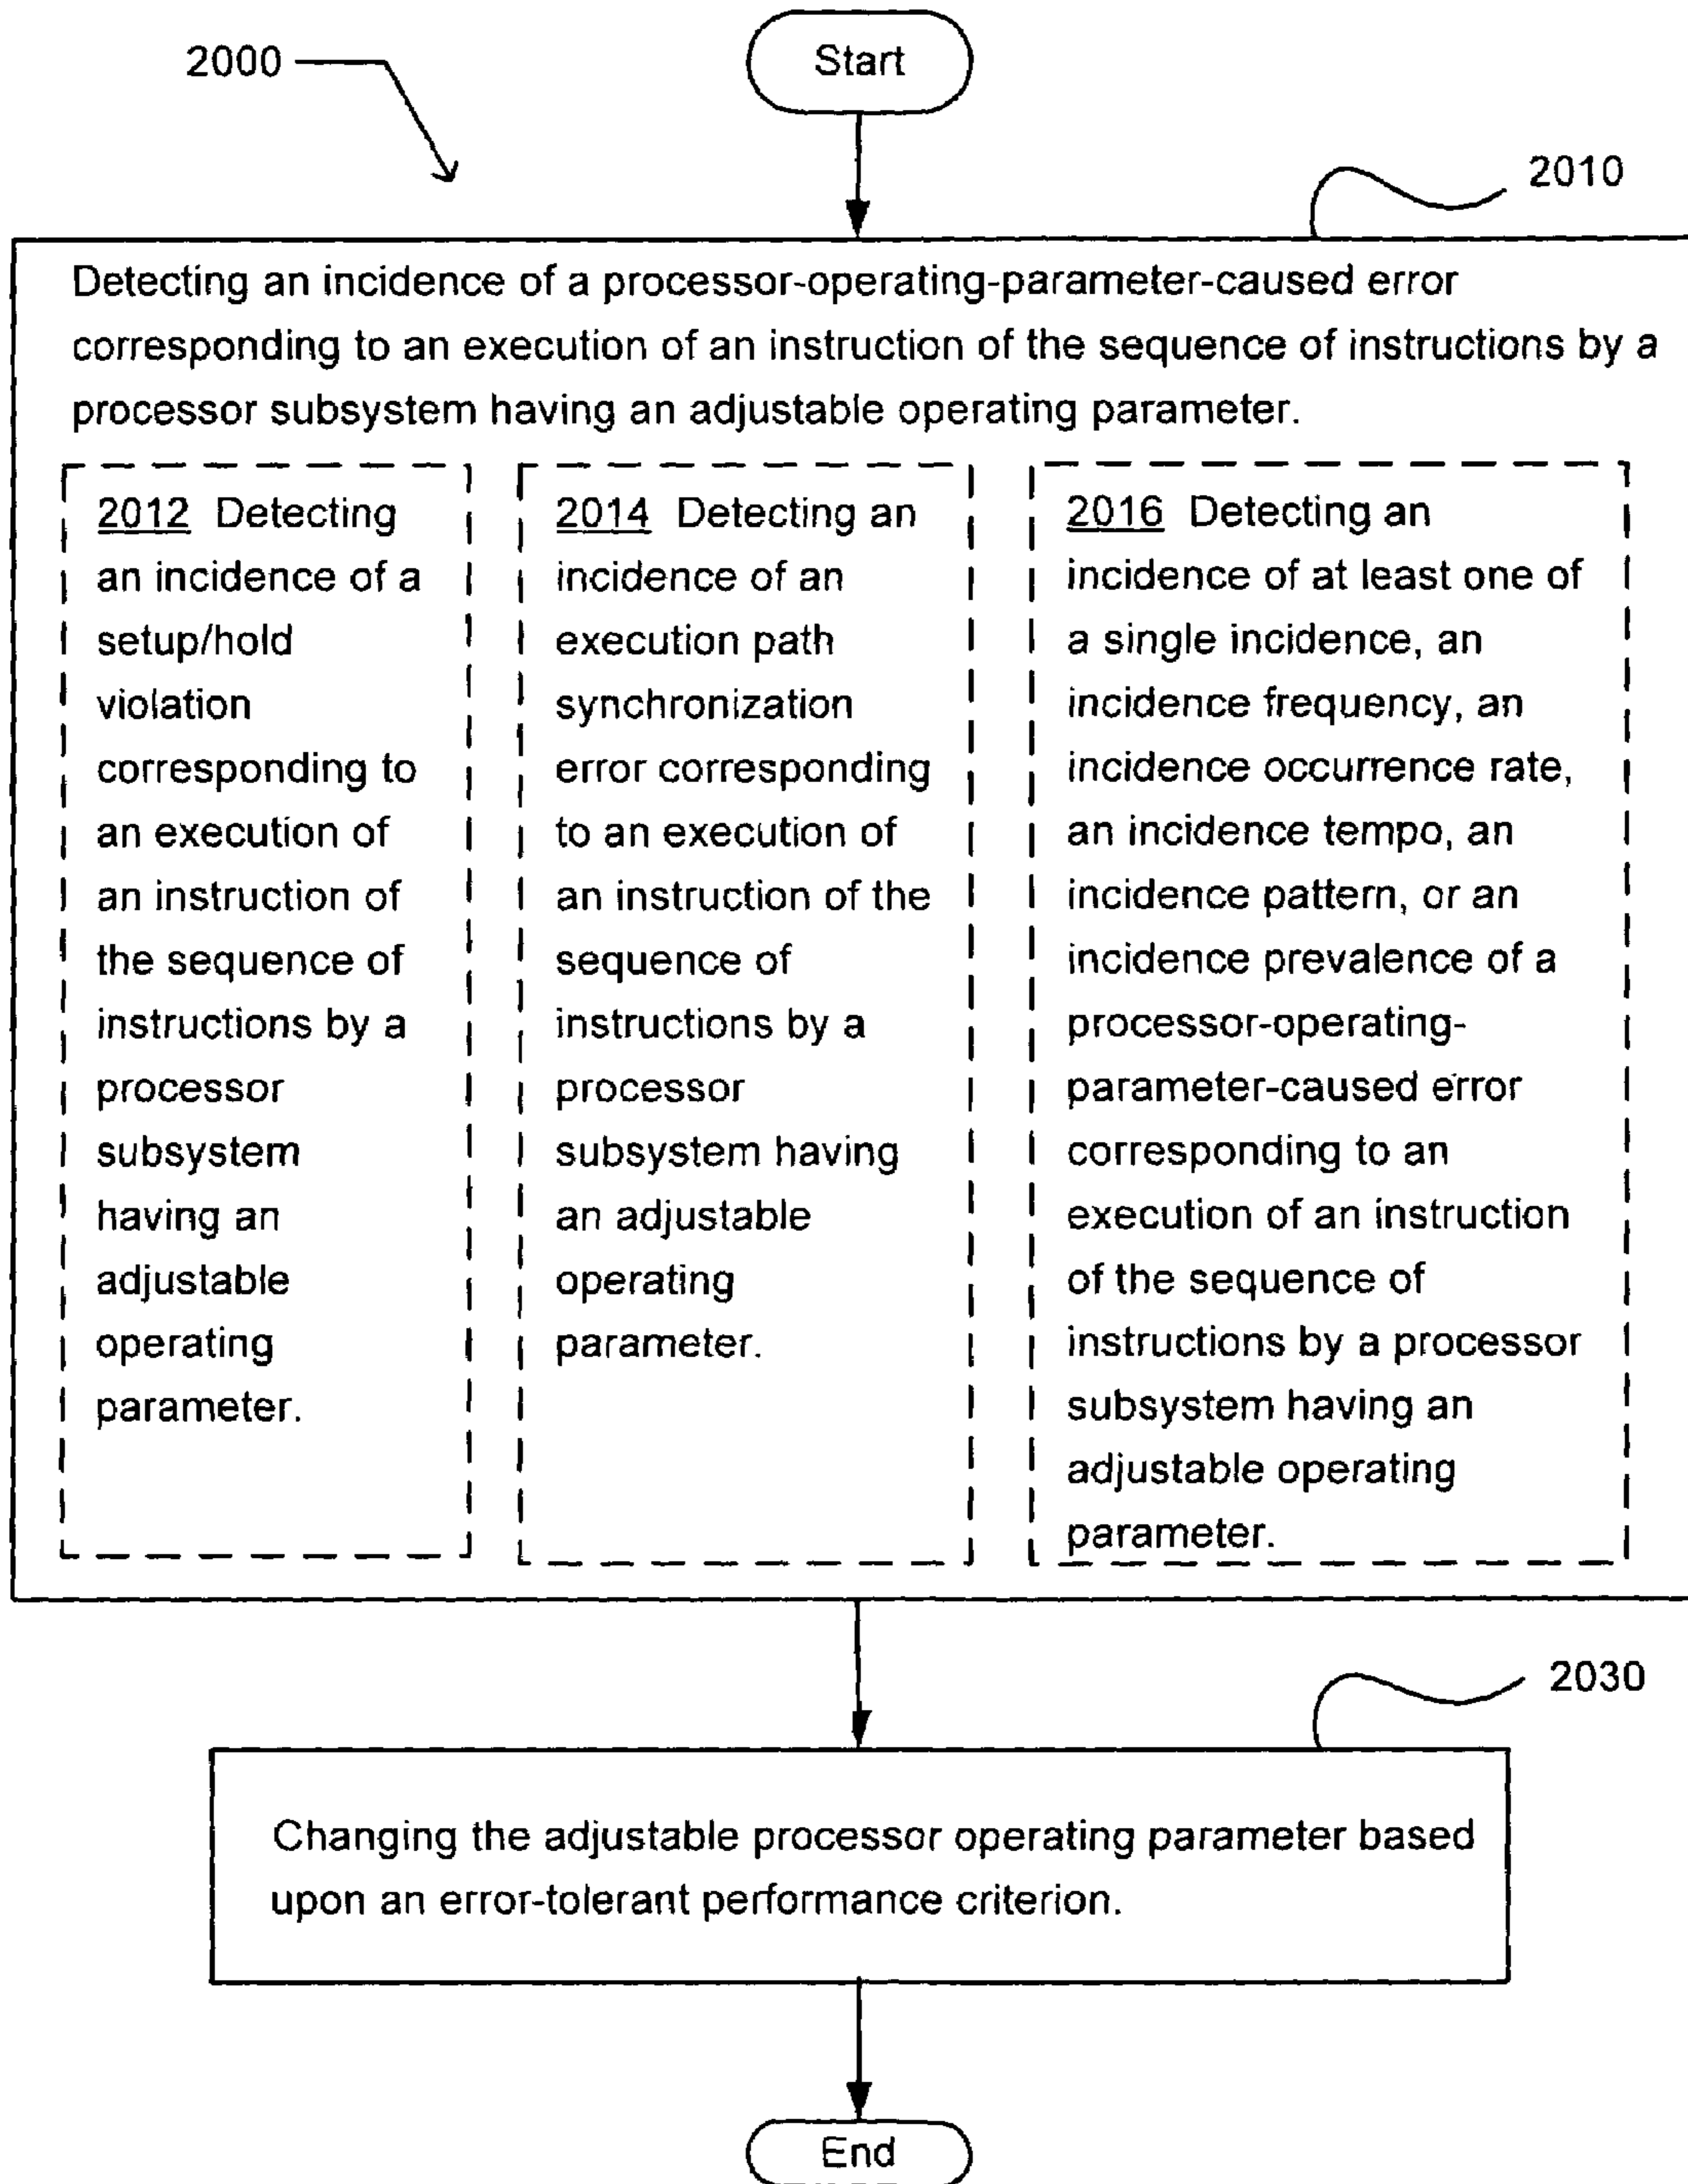 Start
2000
2010
Detecting an incidence of a processor-operating-parameter-caused error
corresponding to an execution of an instruction of the sequence of instructions by a
processor subsystem having an adjustable operating parameter.
2012 Detecting
an incidence of a
setup/hold
violation
corresponding to
an execution of
an instruction of
the sequence of
instructions by a
processor
subsystem
having an
adjustable
operating
parameter.
2014 Detecting an
incidence of an
execution path
synchronization
error corresponding
to an execution of
an instruction of the
sequence of
instructions by a
processor
subsystem having
an adjustable
operating
parameter.
2016 Detecting an
incidence of at least one of
a single incidence, an
incidence frequency, an
incidence occurrence rate,
an incidence tempo, an
incidence pattern, or an
incidence prevalence of a
processor-operating-
parameter-caused error
corresponding to an
execution of an instruction
of the sequence of
instructions by a processor
subsystem having an
adjustable operating
parameter.
2030
Changing the adjustable processor operating parameter based
upon an error-tolerant performance criterion.
End